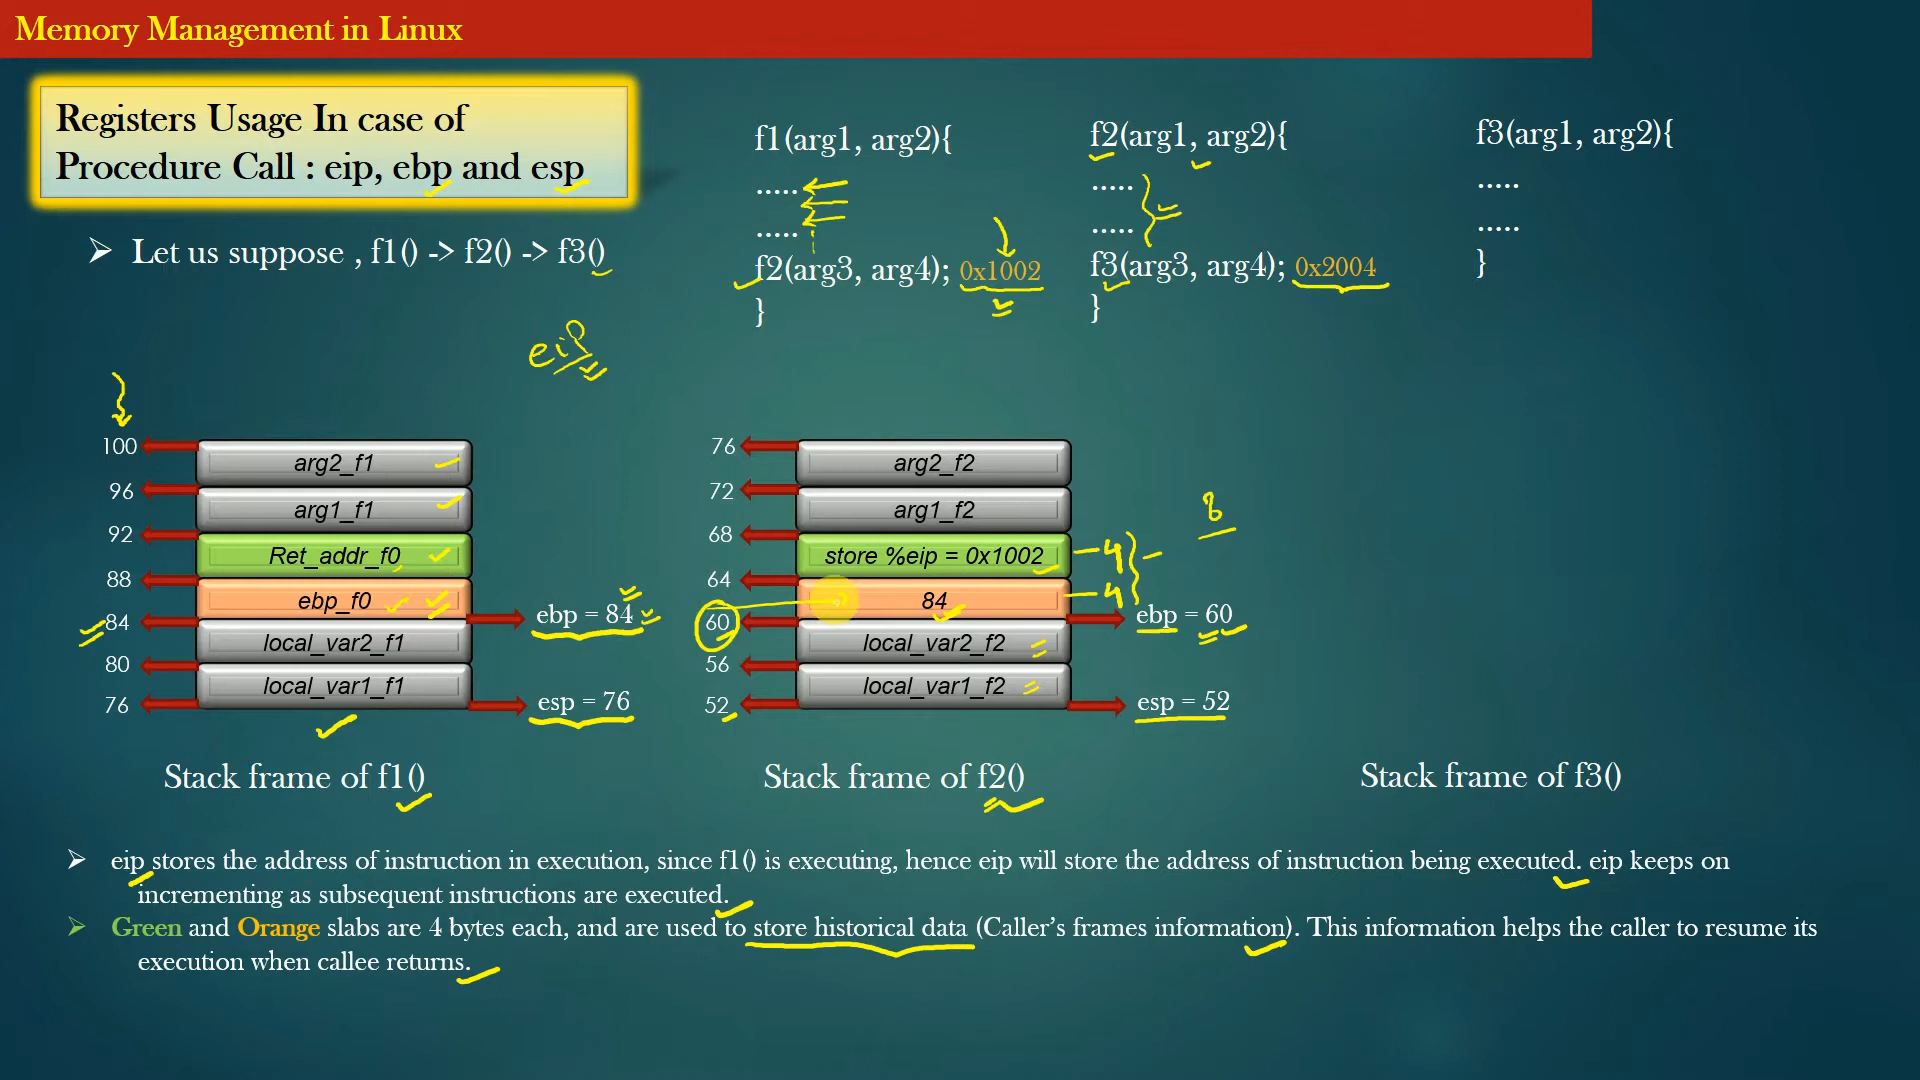 Memory Management in Linux
Registers Usage In case of
Procedure Call : eip, ebp and esp
➢ Let us suppose , f1() -> f2() -> f3()
f1(arg1, arg2){
.....
.....
f2(arg3, arg4); 0x1002
}
f2(arg1, arg2){
.....
.....
f3(arg3, arg4); 0x2004
}
f3(arg1, arg2){
.....
.....
}
eip
100
96
92
88
84
80
76
arg2_f1
arg1_f1
Ret_addr_f0
ebp_f0
local_var2_f1
local_var1_f1
ebp = 84
esp = 76
Stack frame of f1()
76
72
68
64
60
56
52
arg2_f2
arg1_f2
store %eip = 0x1002
84
local_var2_f2
local_var1_f2
4
4
8
ebp = 60
esp = 52
Stack frame of f2()
Stack frame of f3()
➢ eip stores the address of instruction in execution, since f1() is executing, hence eip will store the address of instruction being executed. eip keeps on
incrementing as subsequent instructions are executed.
➢ Green and Orange slabs are 4 bytes each, and are used to store historical data (Caller's frames information). This information helps the caller to resume its
execution when callee returns.